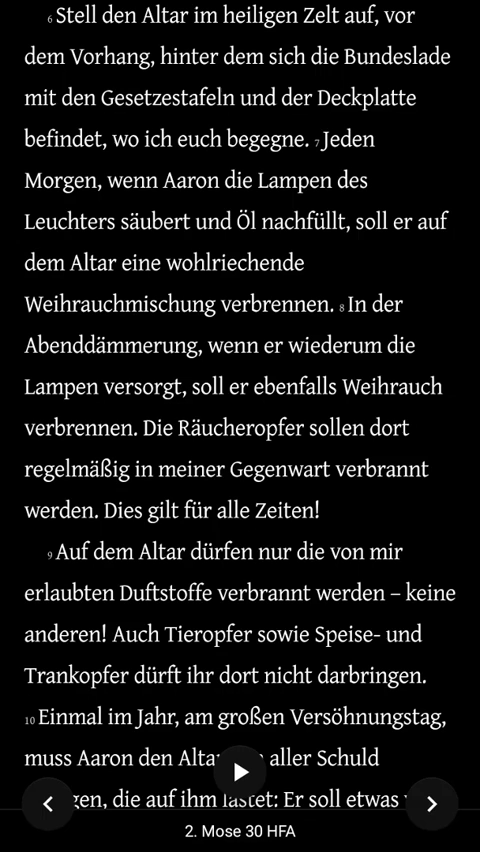 6 Stell den Altar im heiligen Zelt auf, vor
dem Vorhang, hinter dem sich die Bundeslade
mit den Gesetzestafeln und der Deckplatte
befindet, wo ich euch begegne. 7 Jeden
Morgen, wenn Aaron die Lampen des
Leuchters säubert und Öl nachfüllt, soll er auf
dem Altar eine wohlriechende
Weihrauchmischung verbrennen. 8 In der
Abenddämmerung, wenn er wiederum die
Lampen versorgt, soll er ebenfalls Weihrauch
verbrennen. Die Räucheropfer sollen dort
regelmäßig in meiner Gegenwart verbrannt
werden. Dies gilt für alle Zeiten!
9 Auf dem Altar dürfen nur die von mir
erlaubten Duftstoffe verbrannt werden – keine
anderen! Auch Tieropfer sowie Speise- und
Trankopfer dürft ihr dort nicht darbringen.
10 Einmal im Jahr, am großen Versöhnungstag,
muss Aaron den Altar aller Schuld
die auf ihm lastet: Er soll etwas
2. Mose 30 HFA